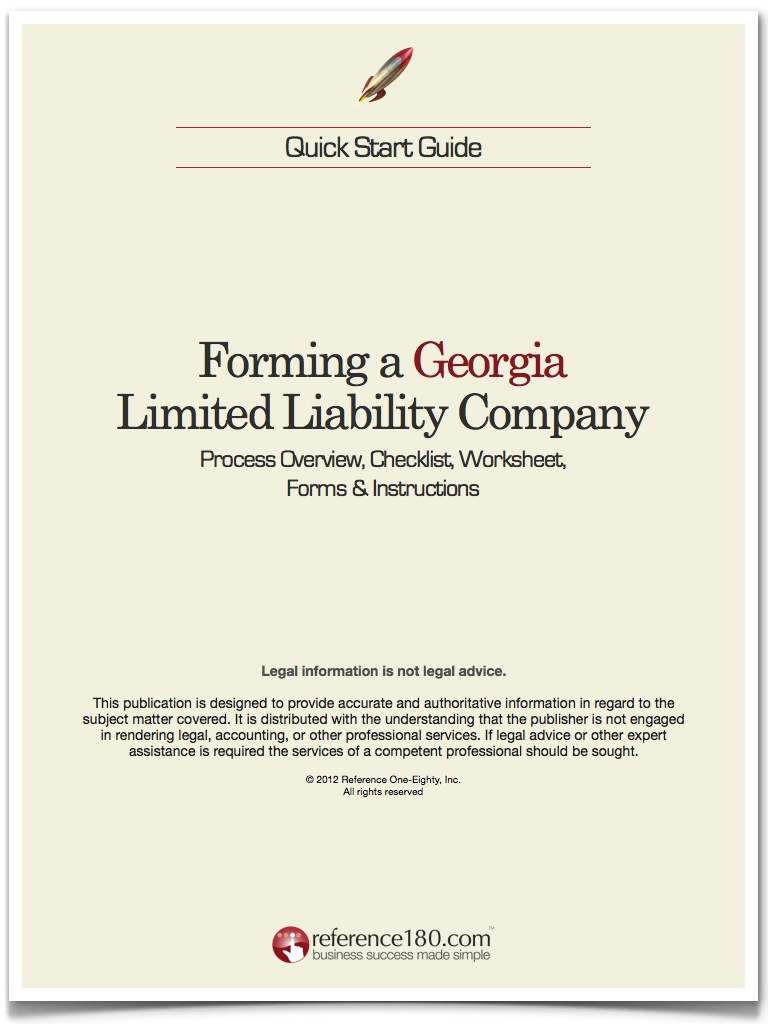 Quick Start Guide
Forming a Georgia
Limited Liability Company
Process Overview, Checklist, Worksheet,
Forms & Instructions
Legal information is not legal advice.
This publication is designed to provide accurate and authoritative information in regard to the
subject matter covered. It is distributed with the understanding that the publisher is not engaged
in rendering legal, accounting, or other professional services. If legal advice or other expert
assistance is required the services of a competent professional should be sought.
© 2012 Reference One-Eighty, Inc.
All rights reserved
reference180.com™
business success made simple